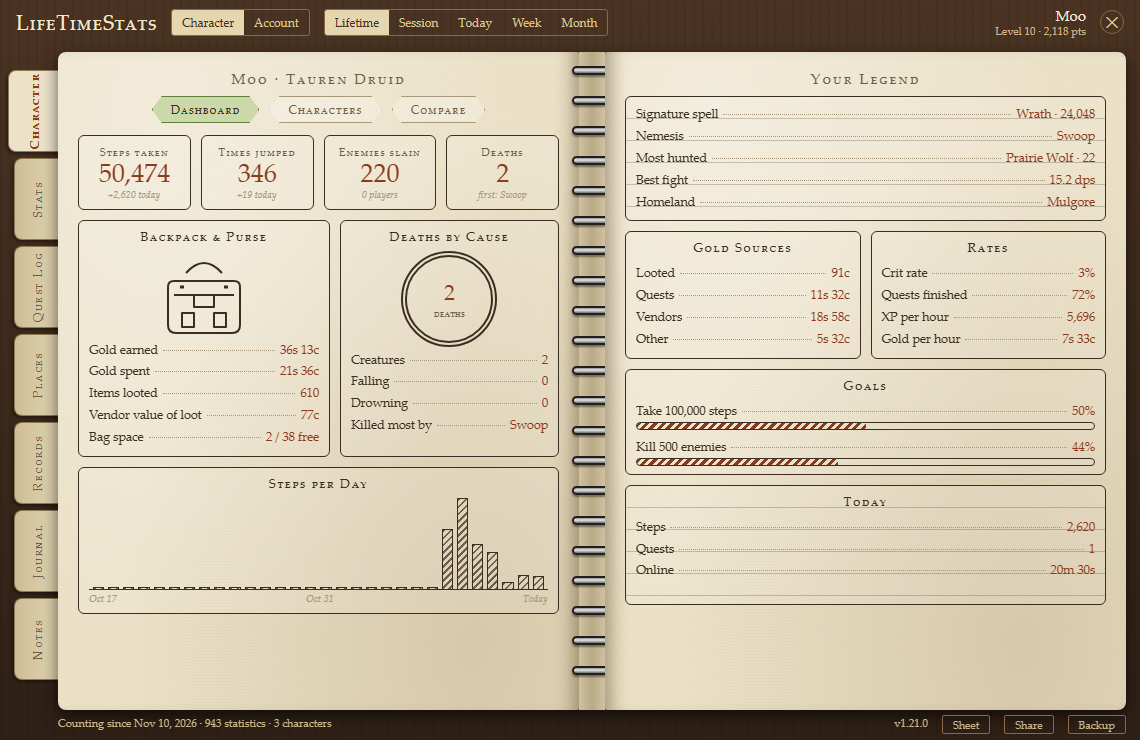 LifeTimeStats Character Account Lifetime Session Today Week Month
Moo
Level 10 · 2,118 pts
Character
Stats
Quest Log
Places
Records
Journal
Notes
Moo · Tauren Druid
Dashboard Characters Compare
Steps taken
50,474
+2,620 today
Times jumped
346
+19 today
Enemies slain
220
0 players
Deaths
2
first: Swoop
Backpack & Purse
Gold earned 36s 13c
Gold spent 21s 36c
Items looted 610
Vendor value of loot 77c
Bag space 2 / 38 free
Deaths by Cause
2
deaths
Creatures 2
Falling 0
Drowning 0
Killed most by Swoop
Steps per Day
Oct 17 Oct 31 Today
Your Legend
Signature spell Wrath · 24,048
Nemesis Swoop
Most hunted Prairie Wolf · 22
Best fight 15.2 dps
Homeland Mulgore
Gold Sources
Looted 91c
Quests 11s 32c
Vendors 18s 58c
Other 5s 32c
Rates
Crit rate 3%
Quests finished 72%
XP per hour 5,696
Gold per hour 7s 33c
Goals
Take 100,000 steps 50%
Kill 500 enemies 44%
Today
Steps 2,620
Quests 1
Online 20m 30s
Counting since Nov 10, 2026 · 943 statistics · 3 characters
v1.21.0 Sheet Share Backup